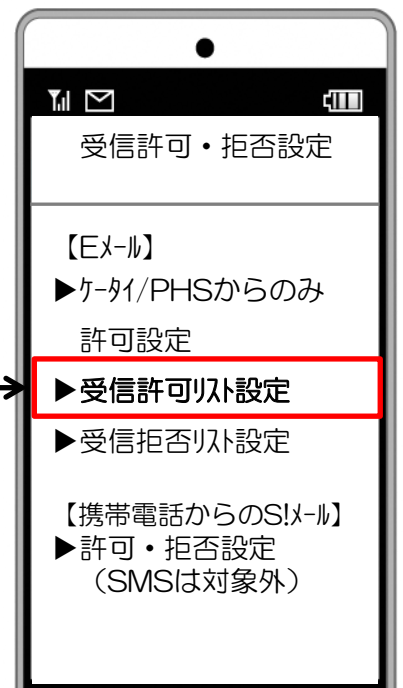 受信許可・拒否設定
【Eﾒｰﾙ】
▶ｹｰﾀｲ/PHSからのみ
許可設定
▶受信許可ﾘｽﾄ設定
▶受信拒否ﾘｽﾄ設定
【携帯電話からのS!ﾒｰﾙ】
▶許可・拒否設定
（SMSは対象外）